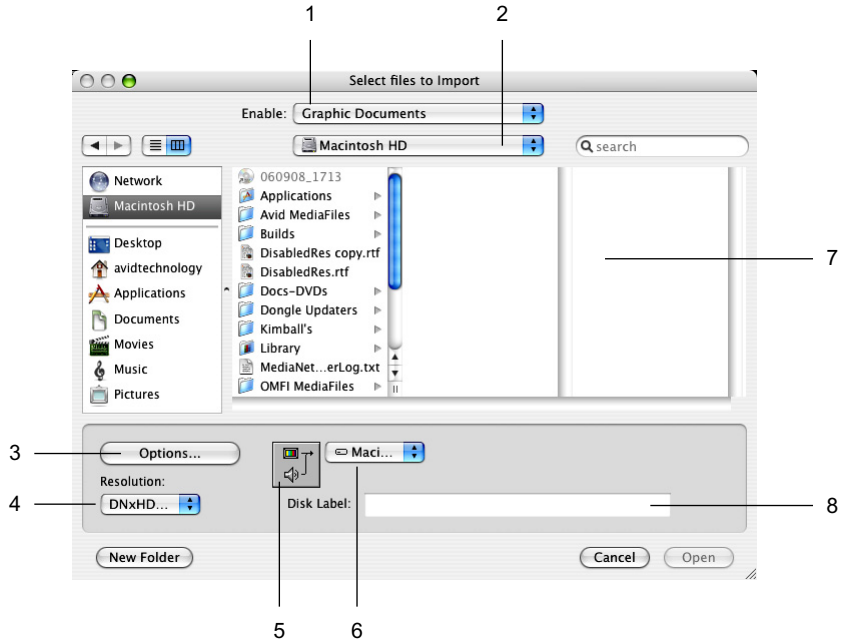 1 2
Select files to Import
Enable: Graphic Documents
Macintosh HD search
Network
Macintosh HD
Desktop
avidtechnology
Applications
Documents
Movies
Music
Pictures
060908_1713
Applications
Avid MediaFiles
Builds
DisabledRes copy.rtf
DisabledRes.rtf
Docs-DVDs
Dongle Updaters
Kimball's
Library
MediaNet...erLog.txt
OMFI MediaFiles
7
3 Options... Maci...
Resolution:
4 DNxHD... Disk Label: 8
New Folder Cancel Open
5 6